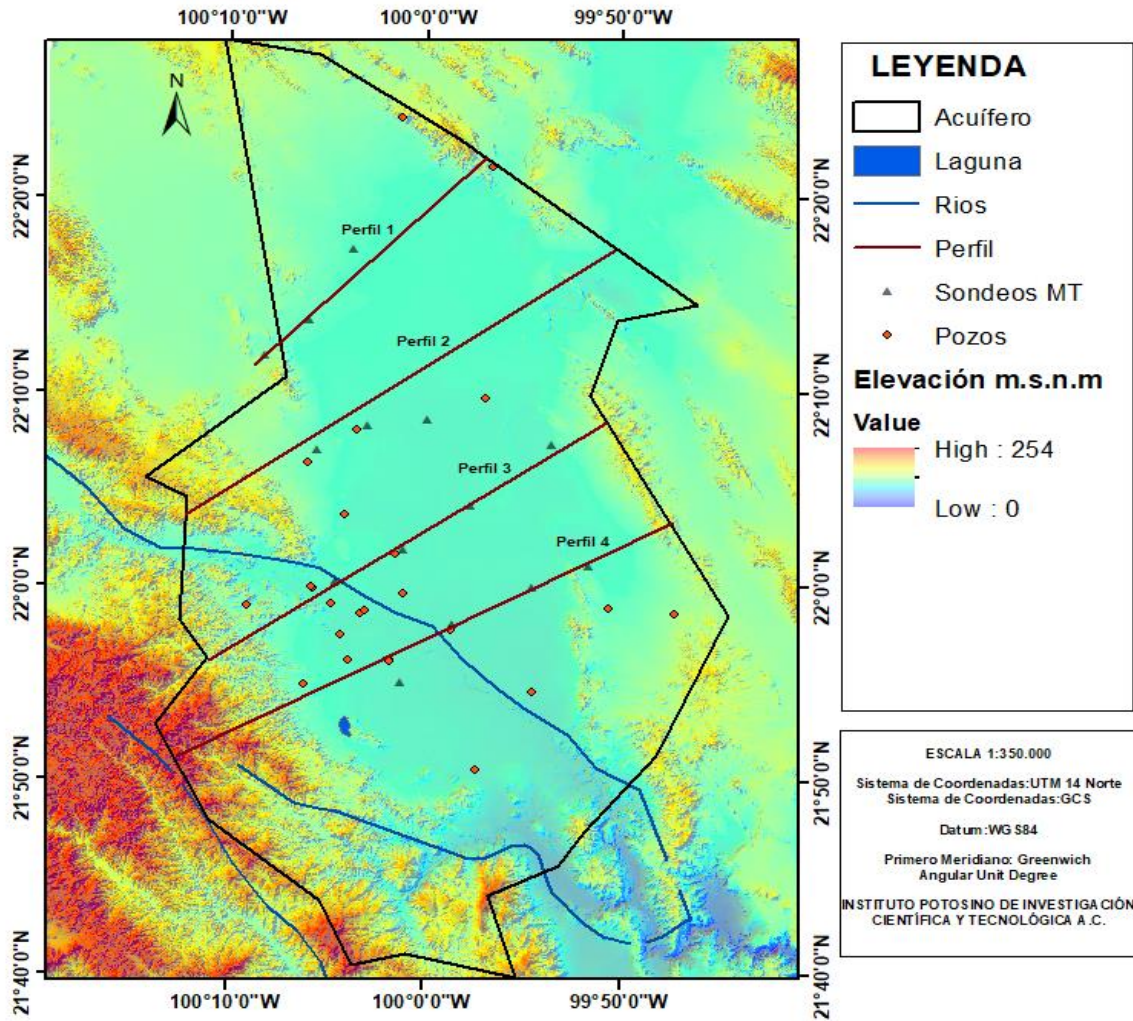 100°10'0"W 100°0'0"W 99°50'0"W
N
22°20'0"N
22°10'0"N
22°0'0"N
21°50'0"N
21°40'0"N
Perfil 1
Perfil 2
Perfil 3
Perfil 4
22°20'0"N
22°10'0"N
22°0'0"N
21°50'0"N
21°40'0"N
100°10'0"W 100°0'0"W 99°50'0"W
LEYENDA
Acuífero
Laguna
Rios
Perfil
Sondeos MT
Pozos
Elevación m.s.n.m
Value
High : 254
Low : 0
ESCALA 1:350.000
Sistema de Coordenadas:UTM 14 Norte
Sistema de Coordenadas:GCS
Datum:WGS84
Primero Meridiano: Greenwich
Angular Unit Degree
INSTITUTO POTOSINO DE INVESTIGACIÓN
CIENTÍFICA Y TECNOLÓGICA A.C.